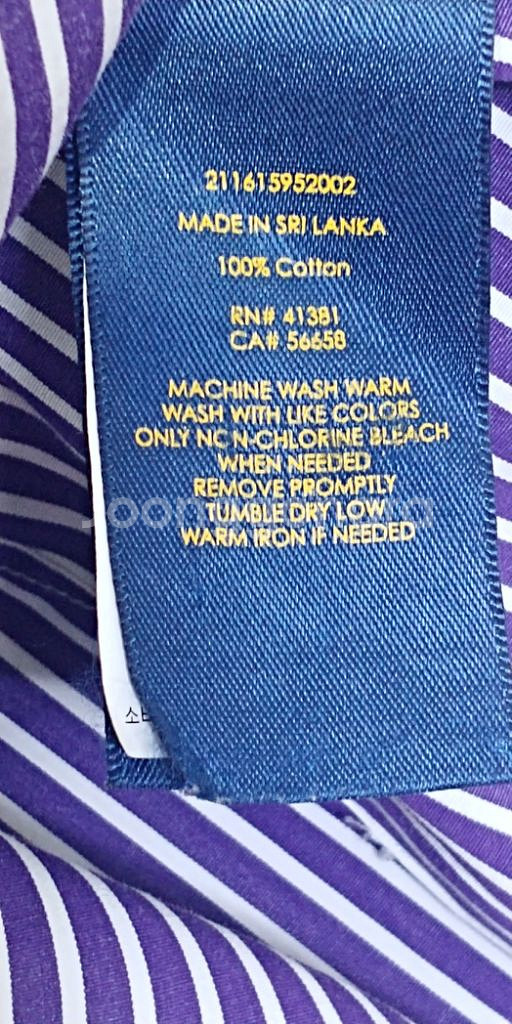 211615952002
MADE IN SRI LANKA
100% Cotton
RN# 41381
CA# 56658
MACHINE WASH WARM
WASH WITH LIKE COLORS
ONLY NON-CHLORINE BLEACH
WHEN NEEDED
REMOVE PROMPTLY
TUMBLE DRY LOW
WARM IRON IF NEEDED